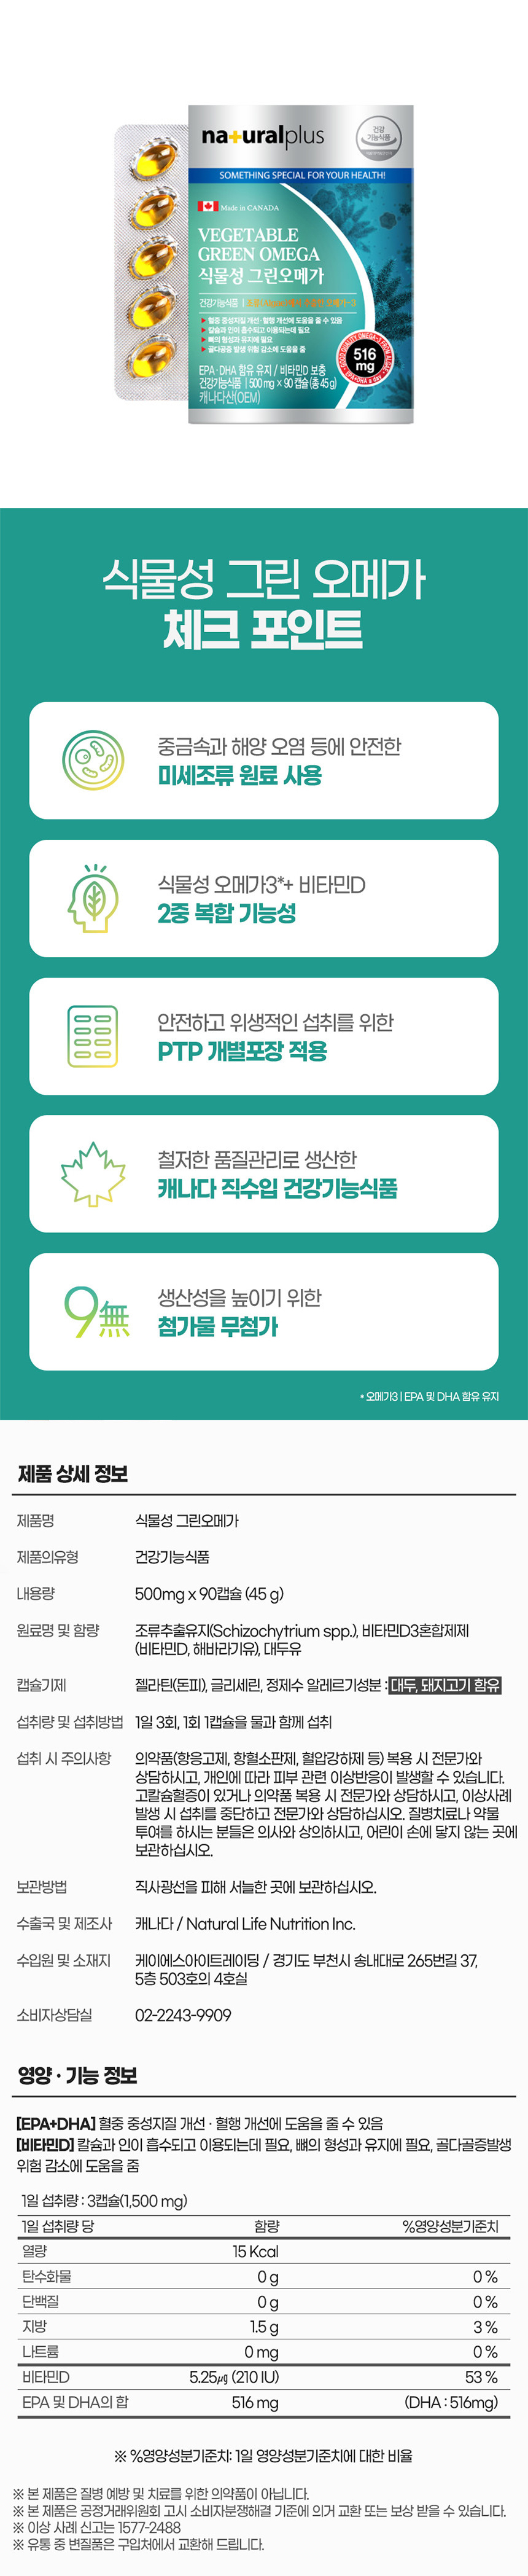 na+uralplus
건강
기능식품
SOMETHING SPECIAL FOR YOUR HEALTH!
Made in CANADA
VEGETABLE
GREEN OMEGA
식물성 그린오메가
건강기능식품
▶ 혈중 중성지질 개선·혈행 개선에 도움을 줄 수 있음
▶ 칼슘과 인이 흡수되고 이용되는데 필요
▶ 뼈의 형성과 유지에 필요
▶ 골다공증 발생 위험 감소에 도움을 줌
516
mg
EPA·DHA 함유 유지 / 비타민D 보충
건강기능식품 | 500 mg × 90 캡슐 (총 45 g)
캐나다산(OEM)
식물성 그린 오메가
체크 포인트
중금속과 해양 오염 등에 안전한
미세조류 원료 사용
식물성 오메가3*+ 비타민D
2중 복합 기능성
안전하고 위생적인 섭취를 위한
PTP 개별포장 적용
철저한 품질관리로 생산한
캐나다 직수입 건강기능식품
9無
생산성을 높이기 위한
첨가물 무첨가
* 오메가3 | EPA 및 DHA 함유 유지
제품 상세 정보
제품명 식물성 그린오메가
제품의유형 건강기능식품
내용량 500mg x 90캡슐 (45 g)
원료명 및 함량 조류추출유지(Schizochytrium spp.), 비타민D3혼합제제
(비타민D, 해바라기유), 대두유
캡슐기제 젤라틴(돈피), 글리세린, 정제수 알레르기성분 : 대두, 돼지고기 함유
섭취량 및 섭취방법 1일 3회, 1회 1캡슐을 물과 함께 섭취
섭취 시 주의사항 의약품(항응고제, 항혈소판제, 혈압강하제 등) 복용 시 전문가와
상담하시고, 개인에 따라 피부 관련 이상반응이 발생할 수 있습니다.
고칼슘혈증이 있거나 의약품 복용 시 전문가와 상담하시고, 이상사례
발생 시 섭취를 중단하고 전문가와 상담하십시오. 질병치료나 약물
투여를 하시는 분들은 의사와 상의하시고, 어린이 손에 닿지 않는 곳에
보관하십시오.
보관방법 직사광선을 피해 서늘한 곳에 보관하십시오.
수출국 및 제조사 캐나다 / Natural Life Nutrition Inc.
수입원 및 소재지 케이에스아이트레이딩 / 경기도 부천시 송내대로 265번길 37,
5층 503호의 4호실
소비자상담실 02-2243-9909
영양 · 기능 정보
[EPA+DHA] 혈중 중성지질 개선 · 혈행 개선에 도움을 줄 수 있음
[비타민D] 칼슘과 인이 흡수되고 이용되는데 필요, 뼈의 형성과 유지에 필요, 골다골증발생
위험 감소에 도움을 줌
1일 섭취량 : 3캡슐(1,500 mg)
1일 섭취량 당 함량 %영양성분기준치
열량 15 Kcal
탄수화물 0 g 0 %
단백질 0 g 0 %
지방 1.5 g 3 %
나트륨 0 mg 0 %
비타민D 5.25㎍ (210 IU) 53 %
EPA 및 DHA의 합 516 mg (DHA : 516mg)
※ %영양성분기준치: 1일 영양성분기준치에 대한 비율
※ 본 제품은 질병 예방 및 치료를 위한 의약품이 아닙니다.
※ 본 제품은 공정거래위원회 고시 소비자분쟁해결 기준에 의거 교환 또는 보상 받을 수 있습니다.
※ 이상 사례 신고는 1577-2488
※ 유통 중 변질품은 구입처에서 교환해 드립니다.